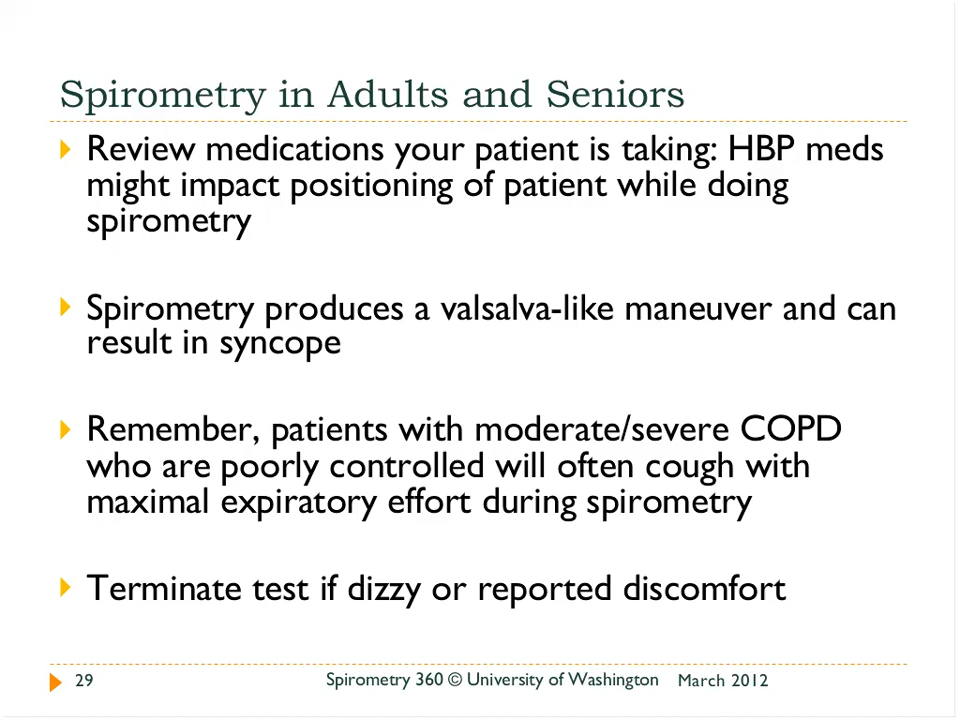 Spirometry in Adults and Seniors
Review medications your patient is taking: HBP meds
might impact positioning of patient while doing
spirometry
Spirometry produces a valsalva-like maneuver and can
result in syncope
Remember, patients with moderate/severe COPD
who are poorly controlled will often cough with
maximal expiratory effort during spirometry
Terminate test if dizzy or reported discomfort
29 Spirometry 360 © University of Washington March 2012